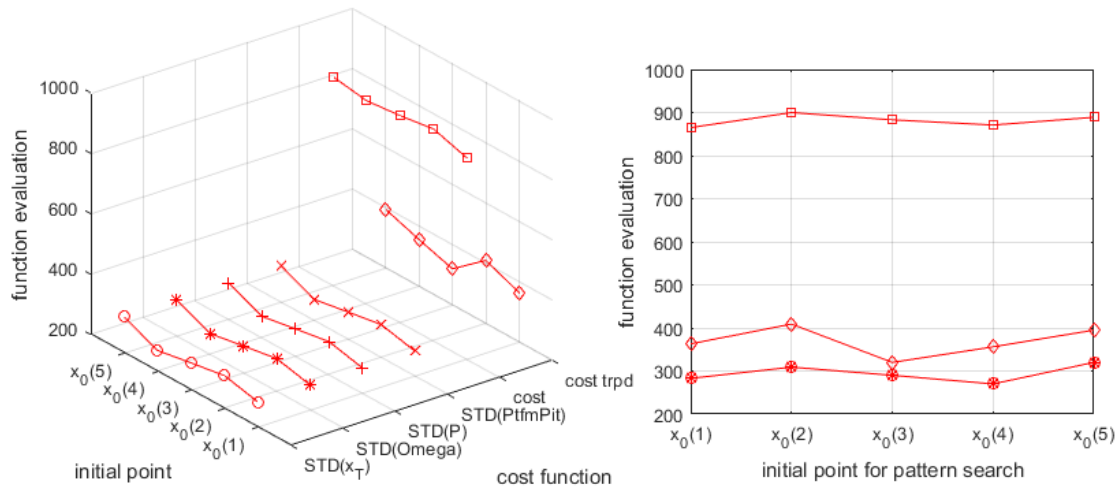 1000
800
600
400
200
function evaluation
x0(5)
x0(4)
x0(3)
x0(2)
x0(1)
initial point
STD(xT)
STD(Omega)
STD(P)
STD(PtfmPit)
cost
cost trpd
cost function
1000
900
800
700
600
500
400
300
200
function evaluation
x0(1) x0(2) x0(3) x0(4) x0(5)
initial point for pattern search